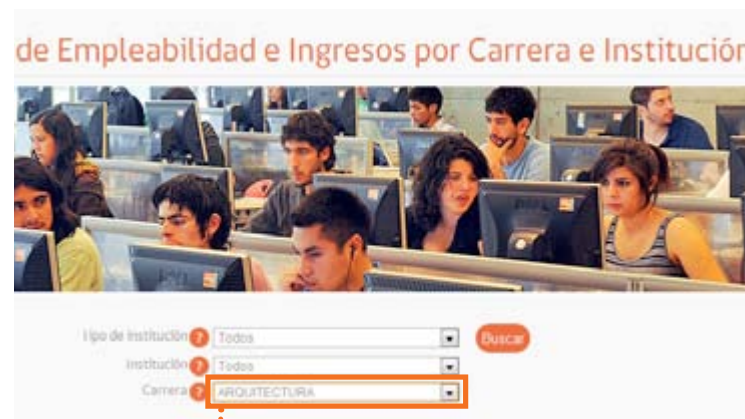 de Empleabilidad e Ingresos por Carrera e Institución
Tipo de Institución ? Todos Buscar
Institución ? Todos
Carrera ? ARQUITECTURA